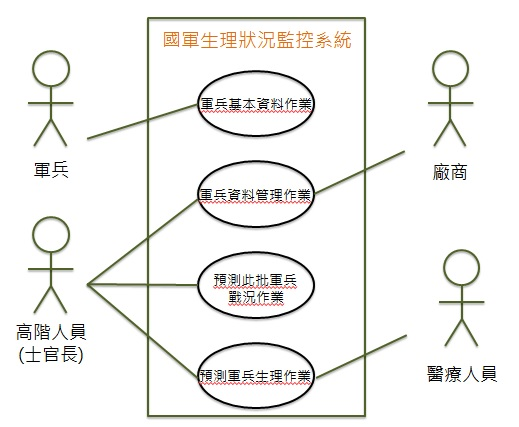 國軍生理狀況監控系統
軍兵基本資料作業
軍兵
軍兵資料管理作業
廠商
預測此批軍兵
戰況作業
高階人員
(士官長)
預測軍兵生理作業
醫療人員